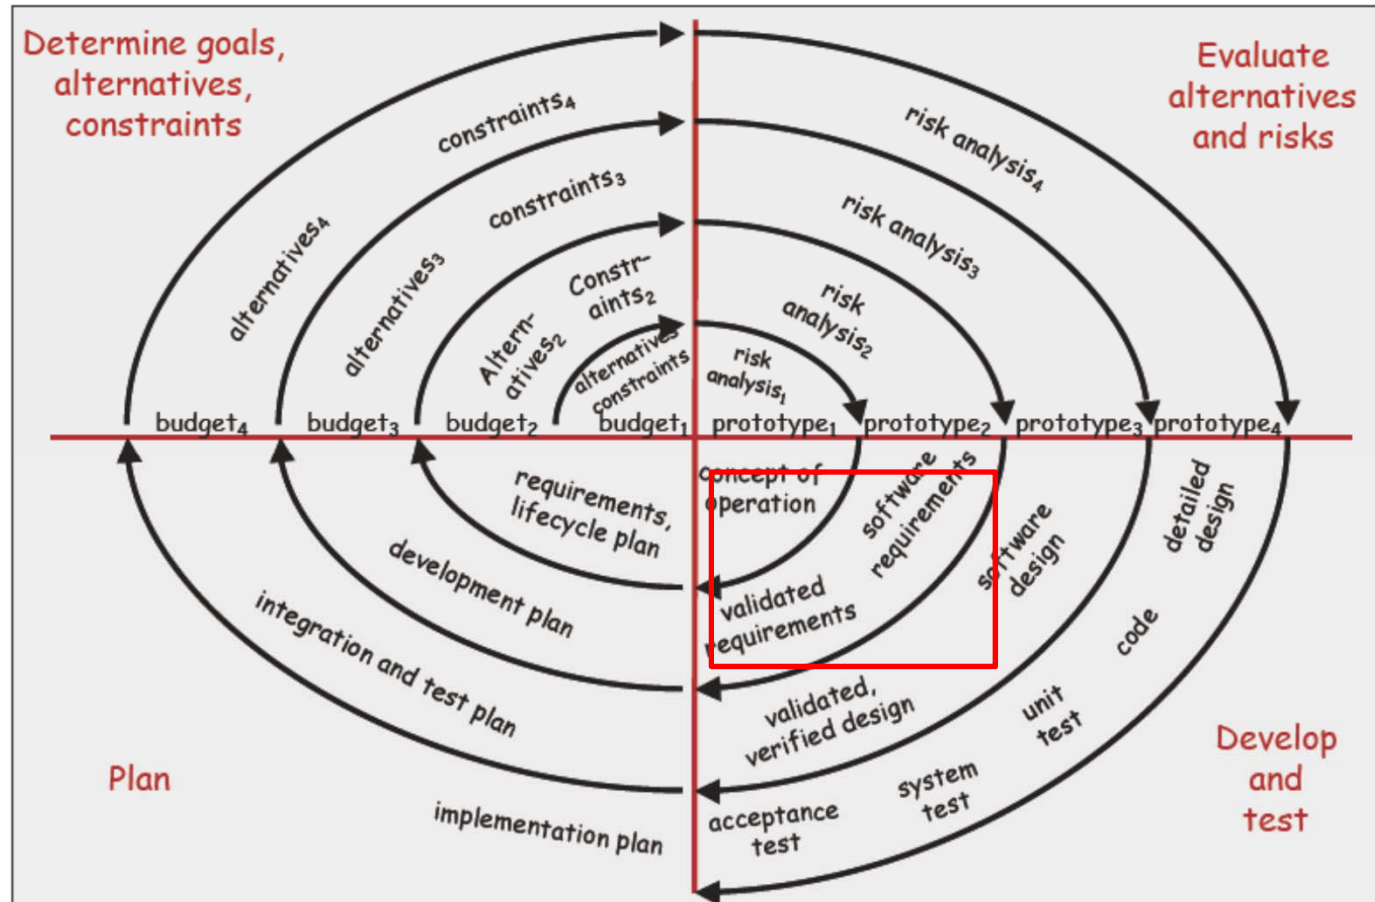 Determine goals,
alternatives,
constraints
Evaluate
alternatives
and risks
constraints₄
alternatives₄
risk analysis₄
constraints₃
alternatives₃
risk analysis₃
Constr-
aints₂
Altern-
atives₂
risk
analysis₂
alternatives
constraints
risk
analysis₁
budget₄
budget₃
budget₂
budget₁
prototype₁
prototype₂
prototype₃
prototype₄
requirements,
lifecycle plan
concept of
operation
software
requirements
validated
requirements
development plan
software
design
validated,
verified design
integration and test plan
detailed
design
code
unit
test
system
test
acceptance
test
implementation plan
Plan
Develop
and
test